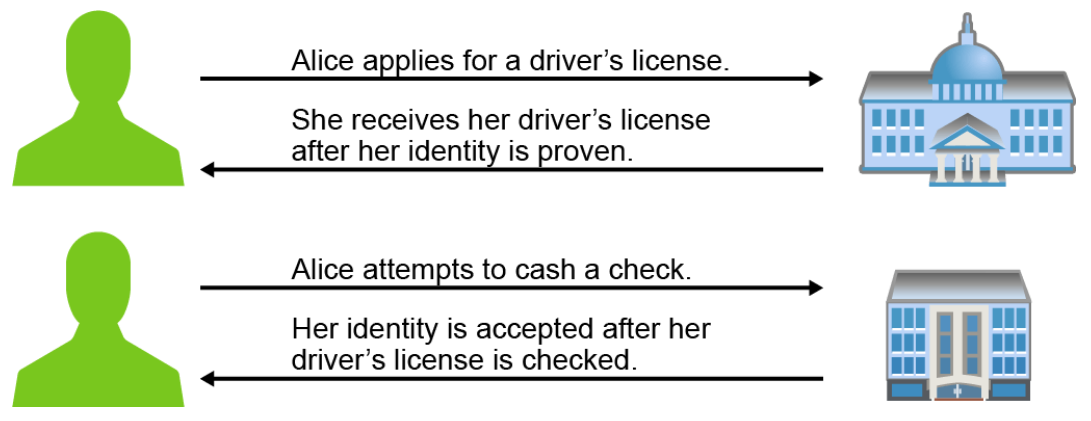 Alice applies for a driver’s license.
She receives her driver’s license
after her identity is proven.
Alice attempts to cash a check.
Her identity is accepted after her
driver’s license is checked.